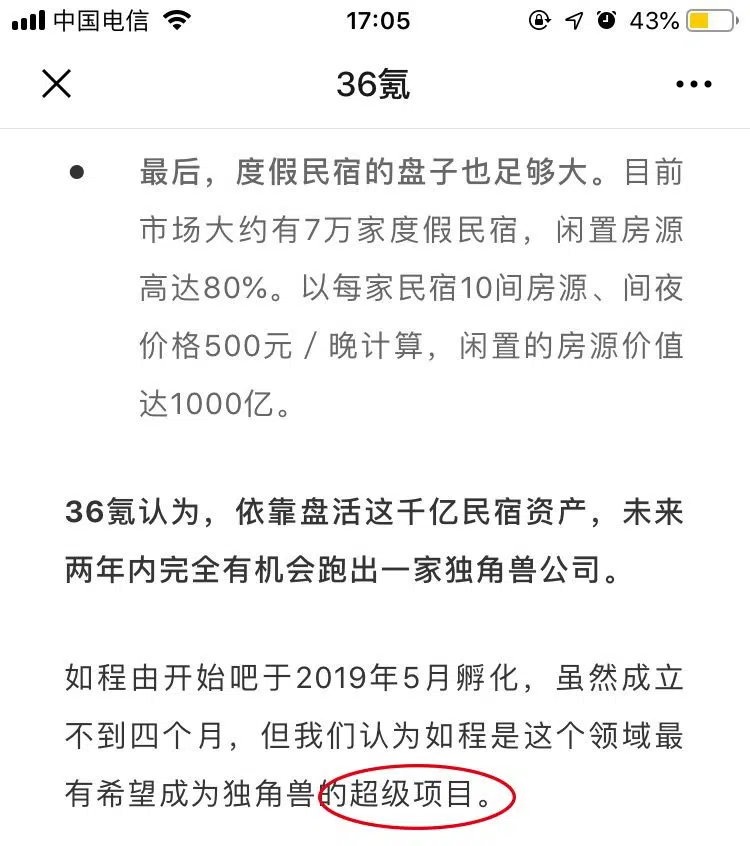 中国电信 17:05 43%
36氪
最后，度假民宿的盘子也足够大。目前
市场大约有7万家度假民宿，闲置房源
高达80%。以每家民宿10间房源、间夜
价格500元 / 晚计算，闲置的房源价值
达1000亿。
36氪认为，依靠盘活这千亿民宿资产，未来
两年内完全有机会跑出一家独角兽公司。
如程由开始吧于2019年5月孵化，虽然成立
不到四个月，但我们认为如程是这个领域最
有希望成为独角兽的超级项目。